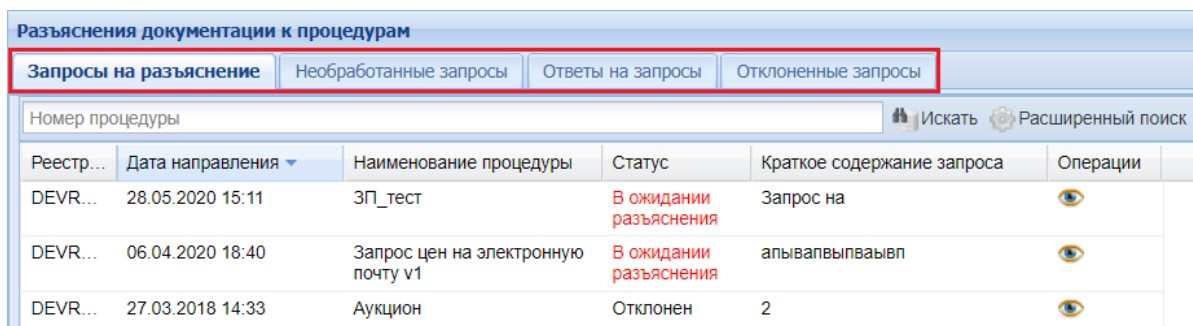 Разъяснения документации к процедурам
Запросы на разъяснение Необработанные запросы Ответы на запросы Отклоненные запросы
Номер процедуры Искать Расширенный поиск
Реестр... Дата направления Наименование процедуры Статус Краткое содержание запроса Операции
DEVR... 28.05.2020 15:11 ЗП_тест В ожидании Запрос на
разъяснения
DEVR... 06.04.2020 18:40 Запрос цен на электронную В ожидании апывапвыпваывп
почту v1 разъяснения
DEVR... 27.03.2018 14:33 Аукцион Отклонен 2